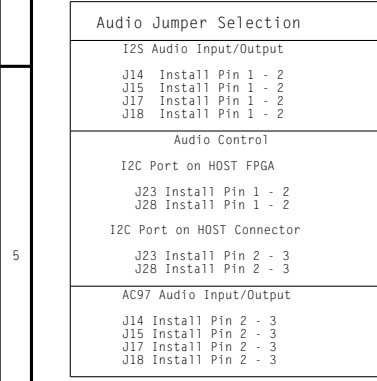 Audio Jumper Selection
I2S Audio Input/Output
J14 Install Pin 1 - 2
J15 Install Pin 1 - 2
J17 Install Pin 1 - 2
J18 Install Pin 1 - 2
Audio Control
I2C Port on HOST FPGA
J23 Install Pin 1 - 2
J28 Install Pin 1 - 2
I2C Port on HOST Connector
J23 Install Pin 2 - 3
J28 Install Pin 2 - 3
5
AC97 Audio Input/Output
J14 Install Pin 2 - 3
J15 Install Pin 2 - 3
J17 Install Pin 2 - 3
J18 Install Pin 2 - 3